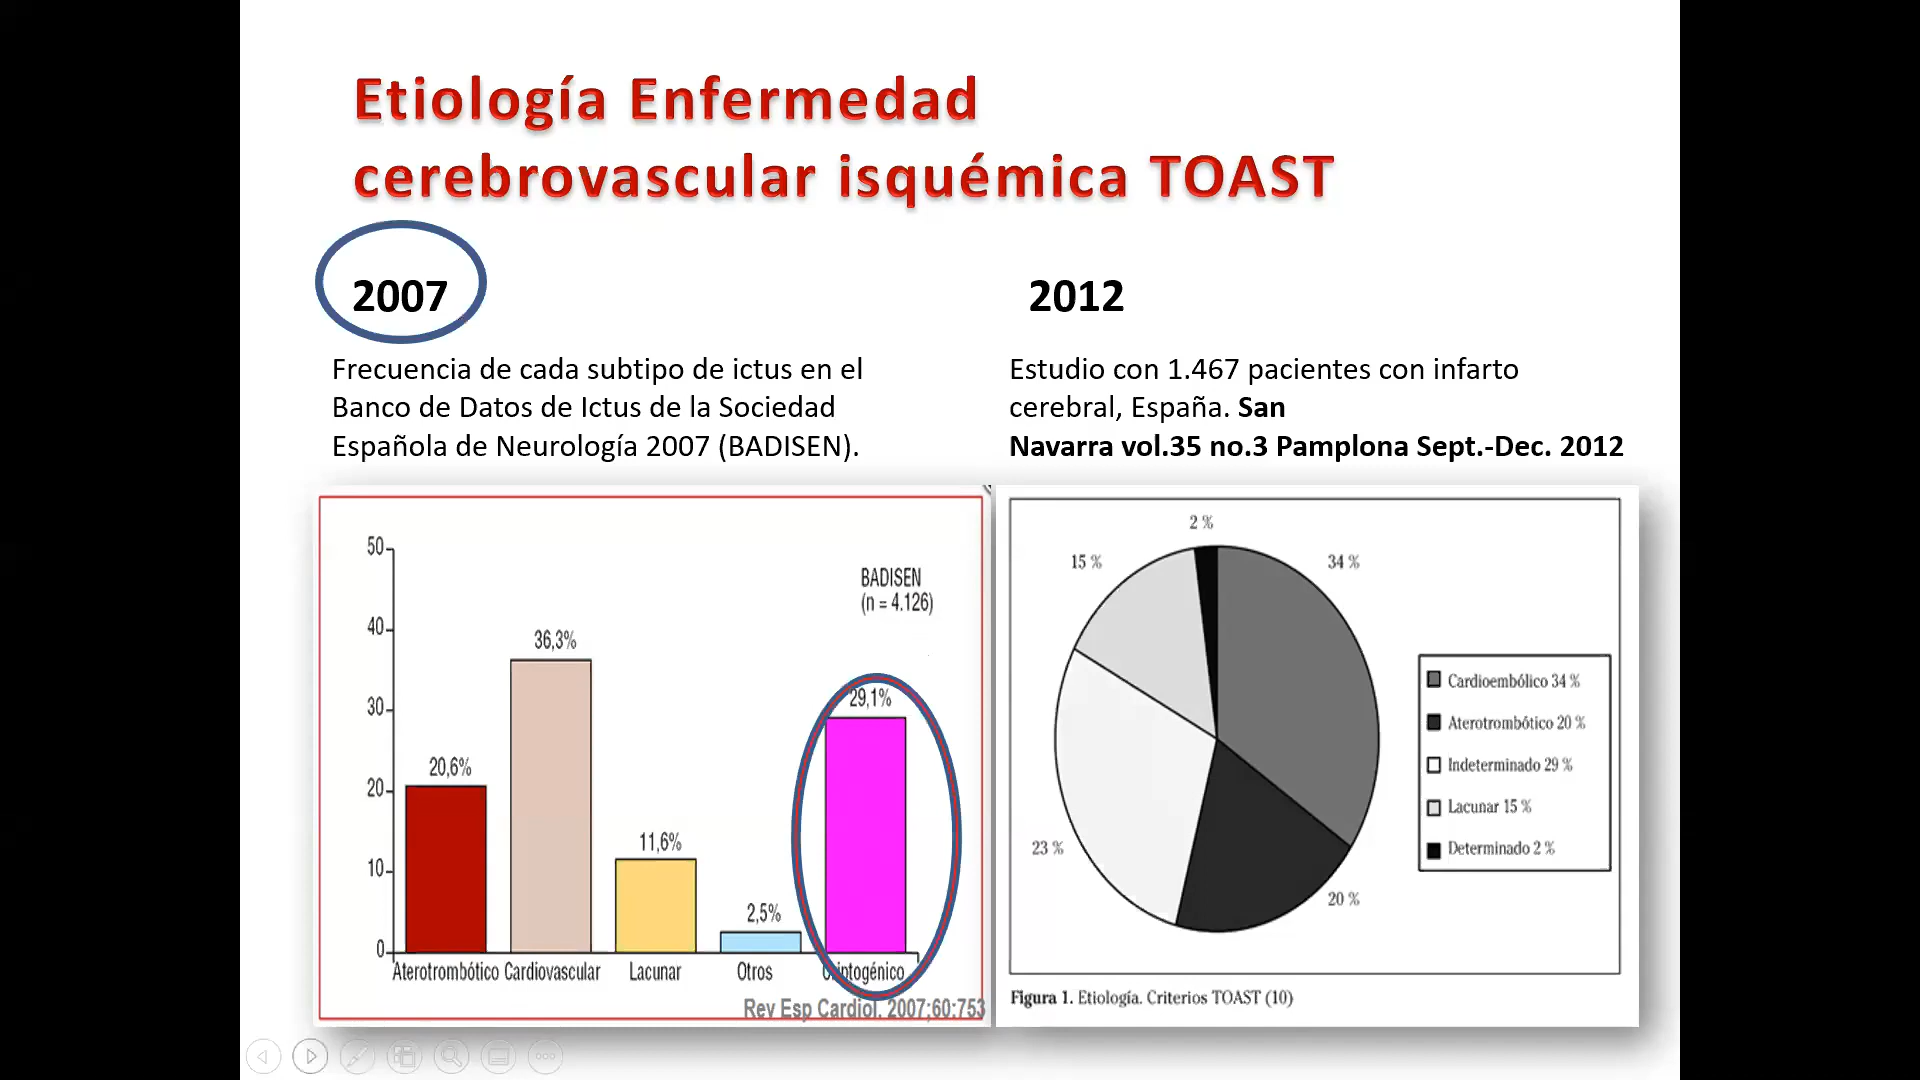 Etiología Enfermedad
cerebrovascular isquémica TOAST
2007
Frecuencia de cada subtipo de ictus en el
Banco de Datos de Ictus de la Sociedad
Española de Neurología 2007 (BADISEN).
50
40
30
20
10
0
BADISEN
(n = 4.126)
20,6%
36,3%
11,6%
2,5%
29,1%
Aterotrombótico Cardiovascular Lacunar Otros Criptogénico
Rev Esp Cardiol. 2007;60:753
2012
Estudio con 1.467 pacientes con infarto
cerebral, España. San
Navarra vol.35 no.3 Pamplona Sept.-Dec. 2012
2 %
15 %
34 %
23 %
20 %
Cardioembólico 34 %
Aterotrombótico 20 %
Indeterminado 29 %
Lacunar 15 %
Determinado 2 %
Figura 1. Etiología. Criterios TOAST (10)